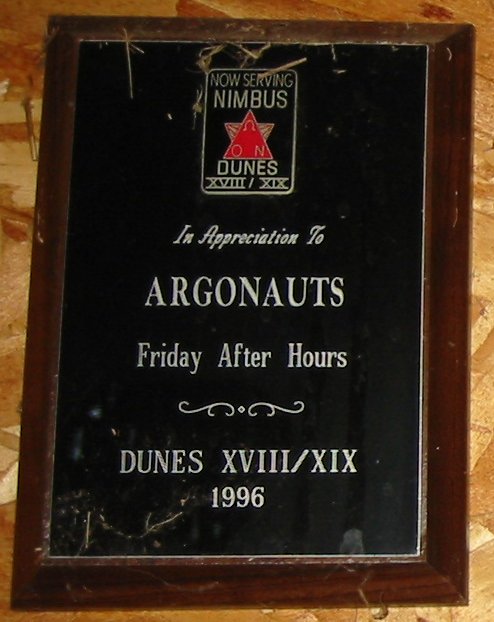 NOW SERVING
NIMBUS
Ω
O N
DUNES
XVIII / XIX
In Appreciation To
ARGONAUTS
Friday After Hours
DUNES XVIII/XIX
1996